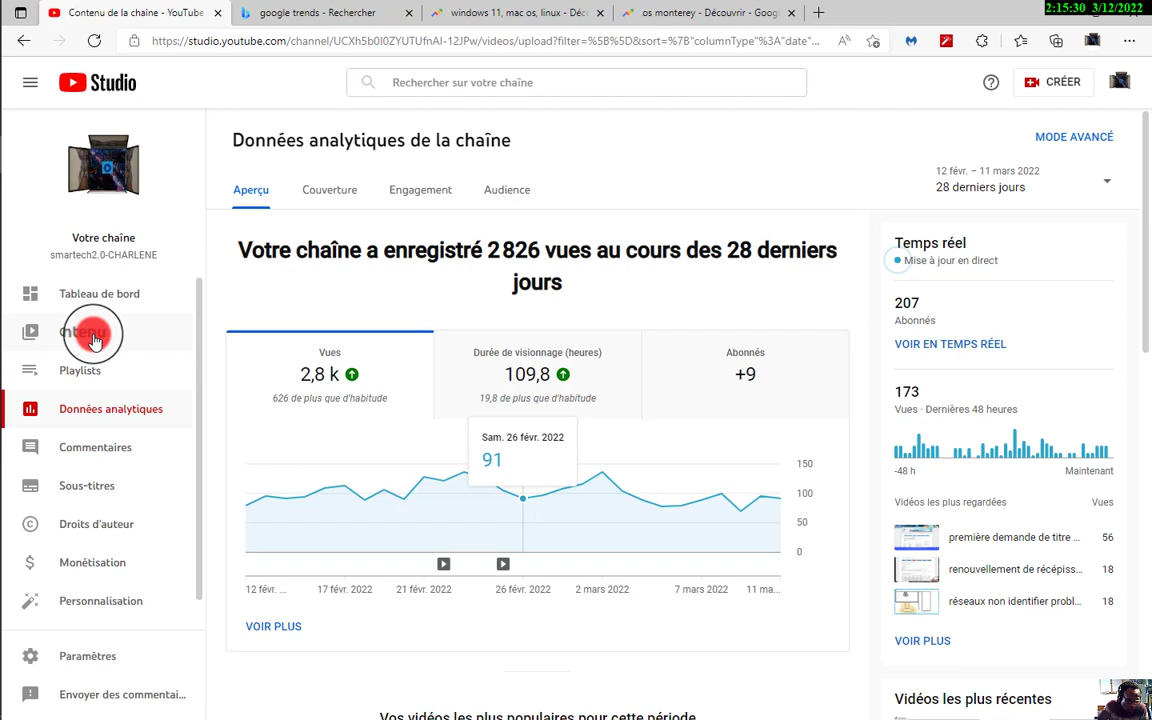 2:15:30 3/12/2022
Contenu de la chaîne - YouTube
google trends - Rechercher
windows 11, mac os, linux - Déc
os monterey - Découvrir - Goog
https://studio.youtube.com/channel/UCXh5b0I0ZYUTUfnAI-12JPw/videos/upload?filter=%5B%5D&sort=%7B"columnType"%3A"date"...
Studio
Rechercher sur votre chaîne
CRÉER
Votre chaîne
smartech2.0-CHARLENE
Tableau de bord
ntenu
Playlists
Données analytiques
Commentaires
Sous-titres
Droits d'auteur
Monétisation
Personnalisation
Paramètres
Envoyer des commentai...
Données analytiques de la chaîne
MODE AVANCÉ
Aperçu
Couverture
Engagement
Audience
12 févr. – 11 mars 2022
28 derniers jours
Votre chaîne a enregistré 2 826 vues au cours des 28 derniers
jours
Vues
2,8 k
626 de plus que d'habitude
Durée de visionnage (heures)
109,8
19,8 de plus que d'habitude
Abonnés
+9
Sam. 26 févr. 2022
91
150
100
50
0
12 févr. ...
17 févr. 2022
21 févr. 2022
26 févr. 2022
2 mars 2022
7 mars 2022
11 ma...
VOIR PLUS
Vos vidéos les plus populaires pour cette période
Temps réel
Mise à jour en direct
207
Abonnés
VOIR EN TEMPS RÉEL
173
Vues · Dernières 48 heures
-48 h
Maintenant
Vidéos les plus regardées
Vues
première demande de titre ...
56
renouvellement de récépiss...
18
réseaux non identifier probl...
18
VOIR PLUS
Vidéos les plus récentes